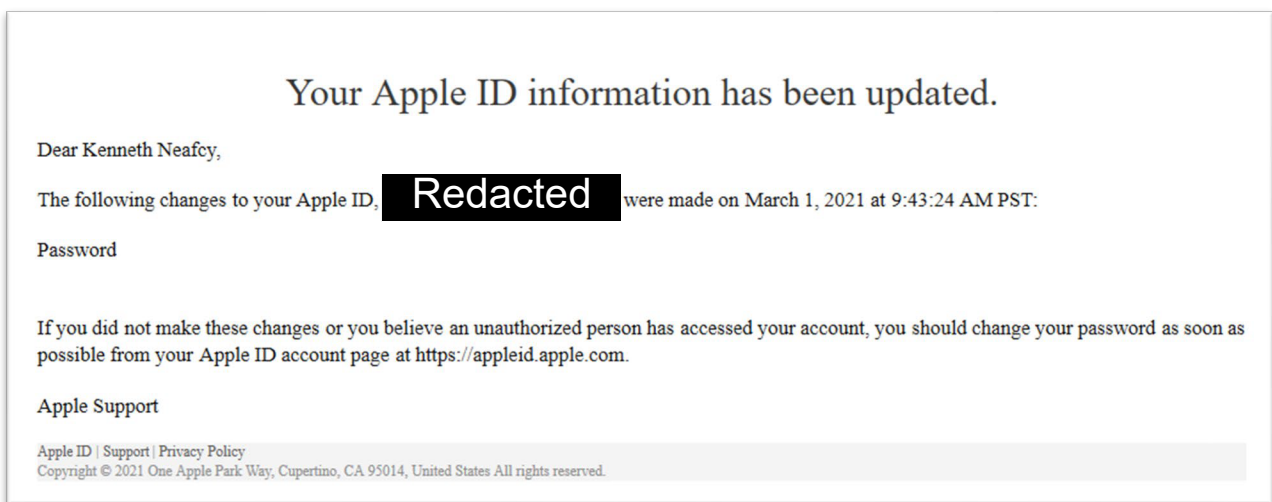 Your Apple ID information has been updated.
Dear Kenneth Neafcy,
The following changes to your Apple ID, Redacted were made on March 1, 2021 at 9:43:24 AM PST:
Password
If you did not make these changes or you believe an unauthorized person has accessed your account, you should change your password as soon as
possible from your Apple ID account page at https://appleid.apple.com.
Apple Support
Apple ID | Support | Privacy Policy
Copyright © 2021 One Apple Park Way, Cupertino, CA 95014, United States All rights reserved.